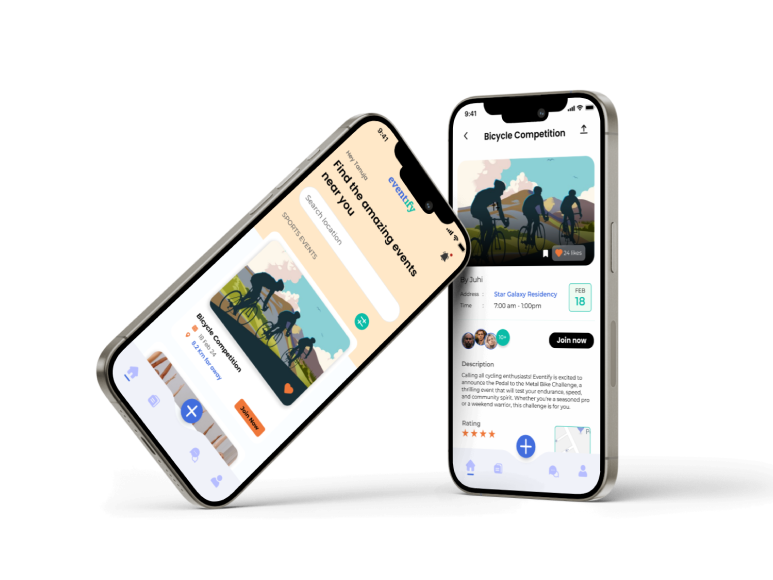 9:41
Hey Tanuja
eventify
Find the amazing events
near you
Search location
SPORTS EVENTS
Bicycle Competition
18 Feb 24
8.2 Km far away
Join Now
9:41
Bicycle Competition
24 likes
By Juhi
Address : Star Galaxy Residency
Time : 7:00 am - 1:00pm
FEB
18
10+
Join now
Description
Calling all cycling enthusiasts! Eventify is excited to
announce the Pedal to the Metal Bike Challenge, a
thrilling event that will test your endurance, speed,
and community spirit. Whether you're a seasoned pro
or a weekend warrior, this challenge is for you.
Rating